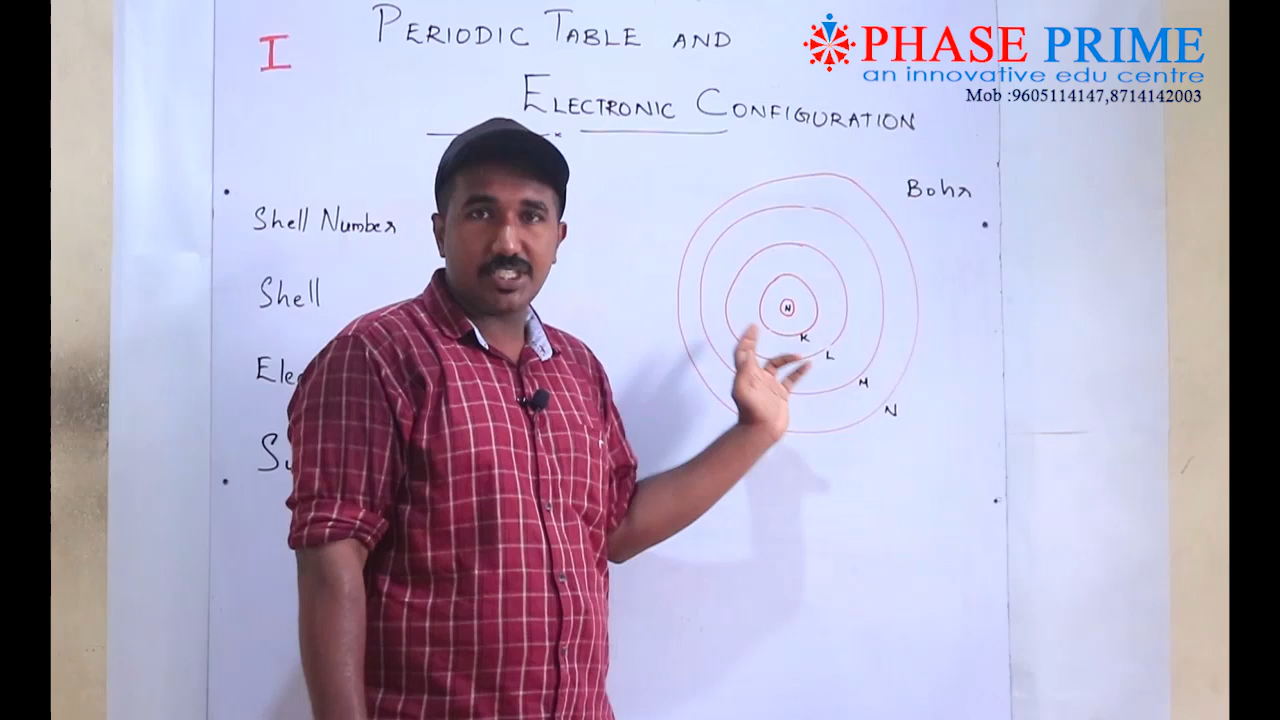 PERIODIC TABLE AND
I
ELECTRONIC CONFIGURATION
PHASE PRIME
an innovative edu centre
Mob :9605114147,8714142003
Bohr
Shell Number
Shell
N
K
L
M
N